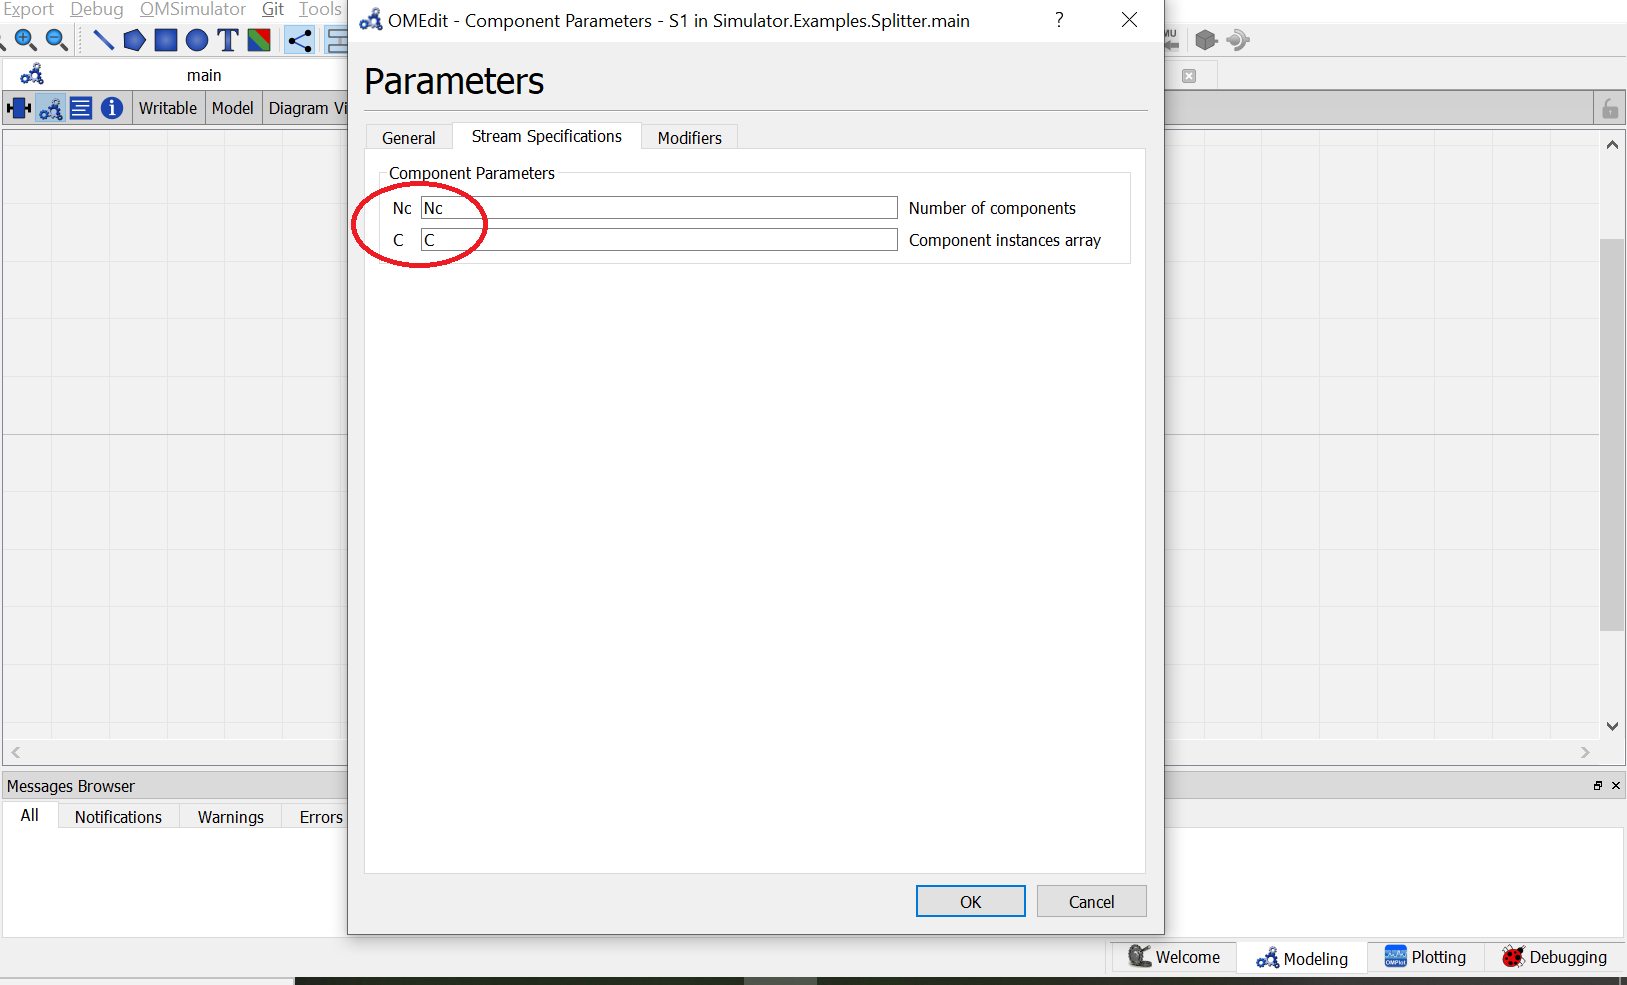 Export Debug OMSimulator Git Tools
OMEdit - Component Parameters - S1 in Simulator.Examples.Splitter.main ?
T
MU
main
Parameters
Writable Model Diagram Vi
General Stream Specifications Modifiers
Component Parameters
Nc Nc Number of components
C C Component instances array
Messages Browser
All Notifications Warnings Errors
OK Cancel
Welcome Modeling Plotting Debugging